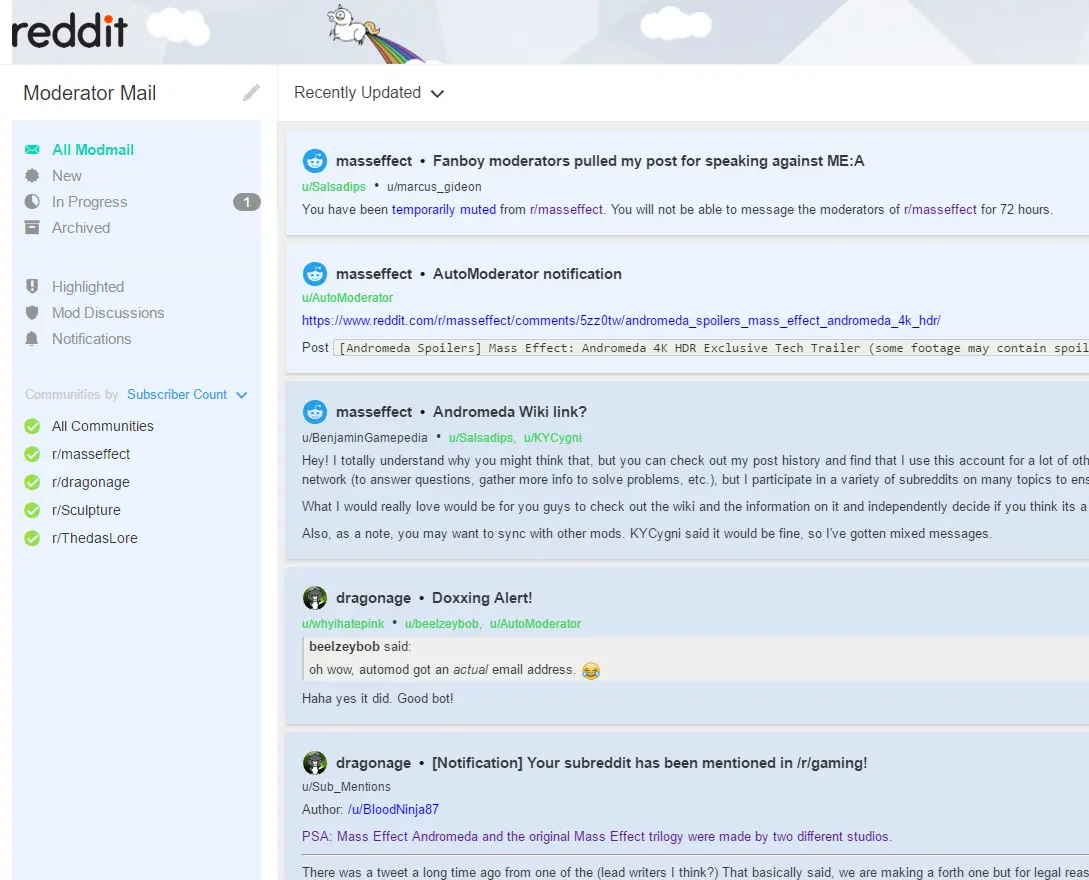 reddit
Moderator Mail
Recently Updated
All Modmail
New
In Progress
1
Archived
Highlighted
Mod Discussions
Notifications
Communities by Subscriber Count
All Communities
r/masseffect
r/dragonage
r/Sculpture
r/ThedasLore
masseffect • Fanboy moderators pulled my post for speaking against ME:A
u/Salsadips • u/marcus_gideon
You have been temporarily muted from r/masseffect. You will not be able to message the moderators of r/masseffect for 72 hours.
masseffect • AutoModerator notification
u/AutoModerator
https://www.reddit.com/r/masseffect/comments/5zz0tw/andromeda_spoilers_mass_effect_andromeda_4k_hdr/
Post [Andromeda Spoilers] Mass Effect: Andromeda 4K HDR Exclusive Tech Trailer (some footage may contain spoil
masseffect • Andromeda Wiki link?
u/BenjaminGamepedia • u/Salsadips, u/KYCygni
Hey! I totally understand why you might think that, but you can check out my post history and find that I use this account for a lot of oth
network (to answer questions, gather more info to solve problems, etc.), but I participate in a variety of subreddits on many topics to ens
What I would really love would be for you guys to check out the wiki and the information on it and independently decide if you think its a
Also, as a note, you may want to sync with other mods. KYCygni said it would be fine, so I've gotten mixed messages.
dragonage • Doxxing Alert!
u/whyihatepink • u/beelzeybob, u/AutoModerator
beelzeybob said:
oh wow, automod got an actual email address. 😂
Haha yes it did. Good bot!
dragonage • [Notification] Your subreddit has been mentioned in /r/gaming!
u/Sub_Mentions
Author: /u/BloodNinja87
PSA: Mass Effect Andromeda and the original Mass Effect trilogy were made by two different studios.
There was a tweet a long time ago from one of the (lead writers I think?) That basically said, we are making a forth one but for legal reas